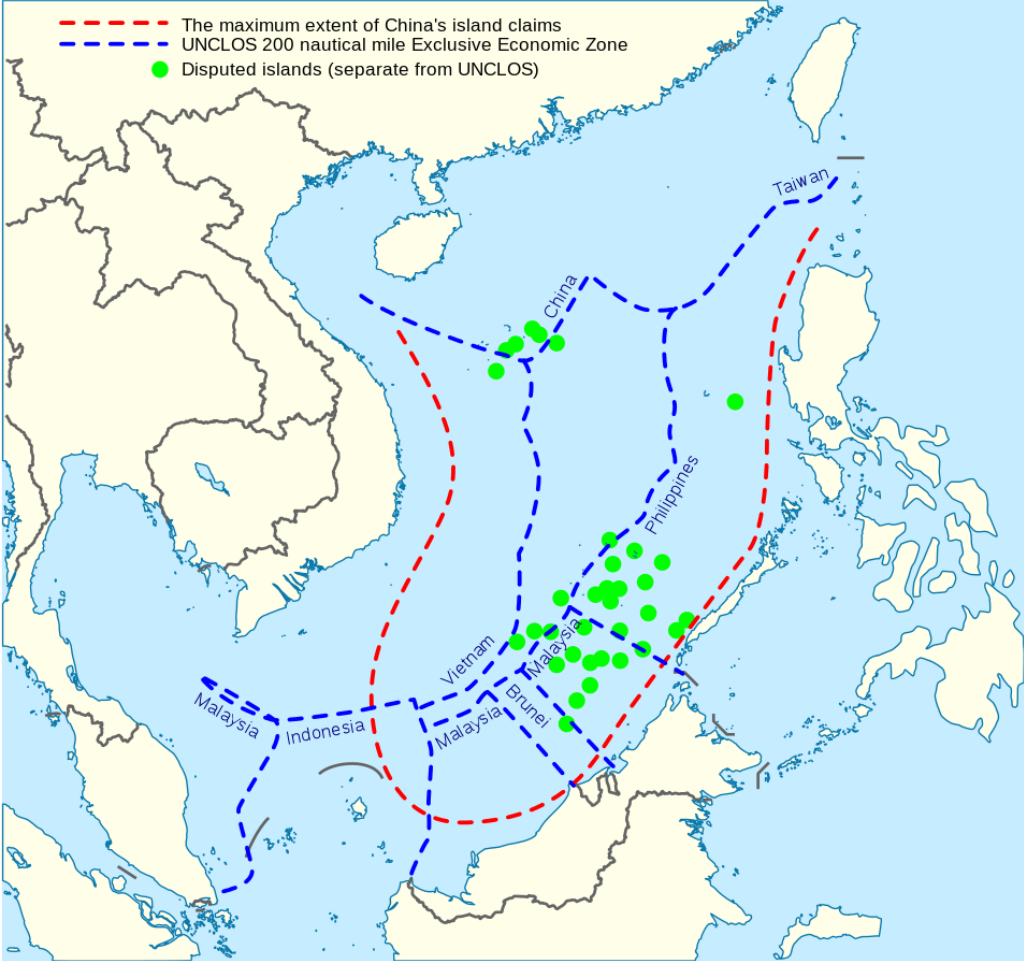 The maximum extent of China's island claims
UNCLOS 200 nautical mile Exclusive Economic Zone
Disputed islands (separate from UNCLOS)
Taiwan
China
Philippines
Malaysia
Vietnam
Brunei
Malaysia
Malaysia
Indonesia